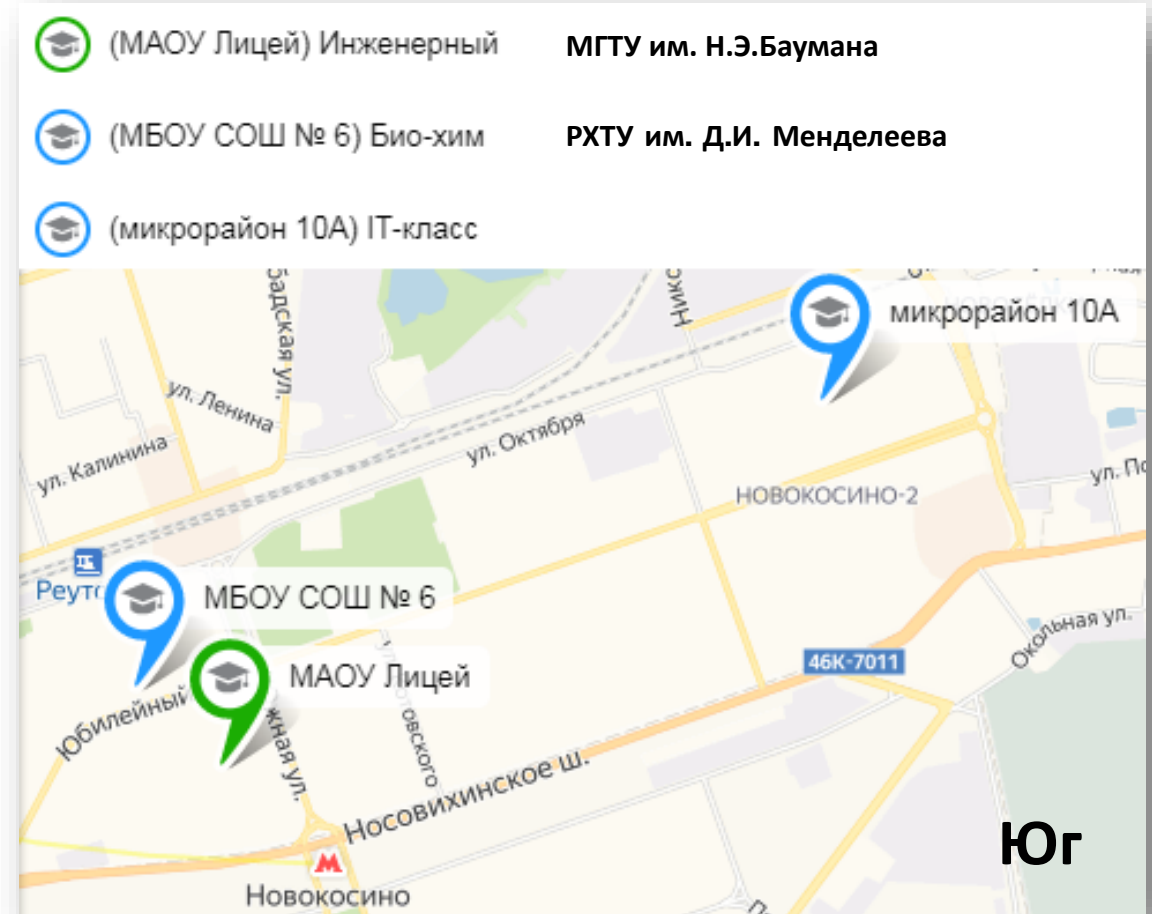 (МАОУ Лицей) Инженерный МГТУ им. Н.Э.Баумана
(МБОУ СОШ № 6) Био-хим РХТУ им. Д.И. Менделеева
(микрорайон 10А) IT-класс
микрорайон 10А
ул. Ленина
ул. Калинина
ул. Октября
НОВОКОСИНО-2
МБОУ СОШ № 6
МАОУ Лицей
Юбилейный
46К-7011
Окольная ул.
Носовихинское ш.
Юг
Новокосино